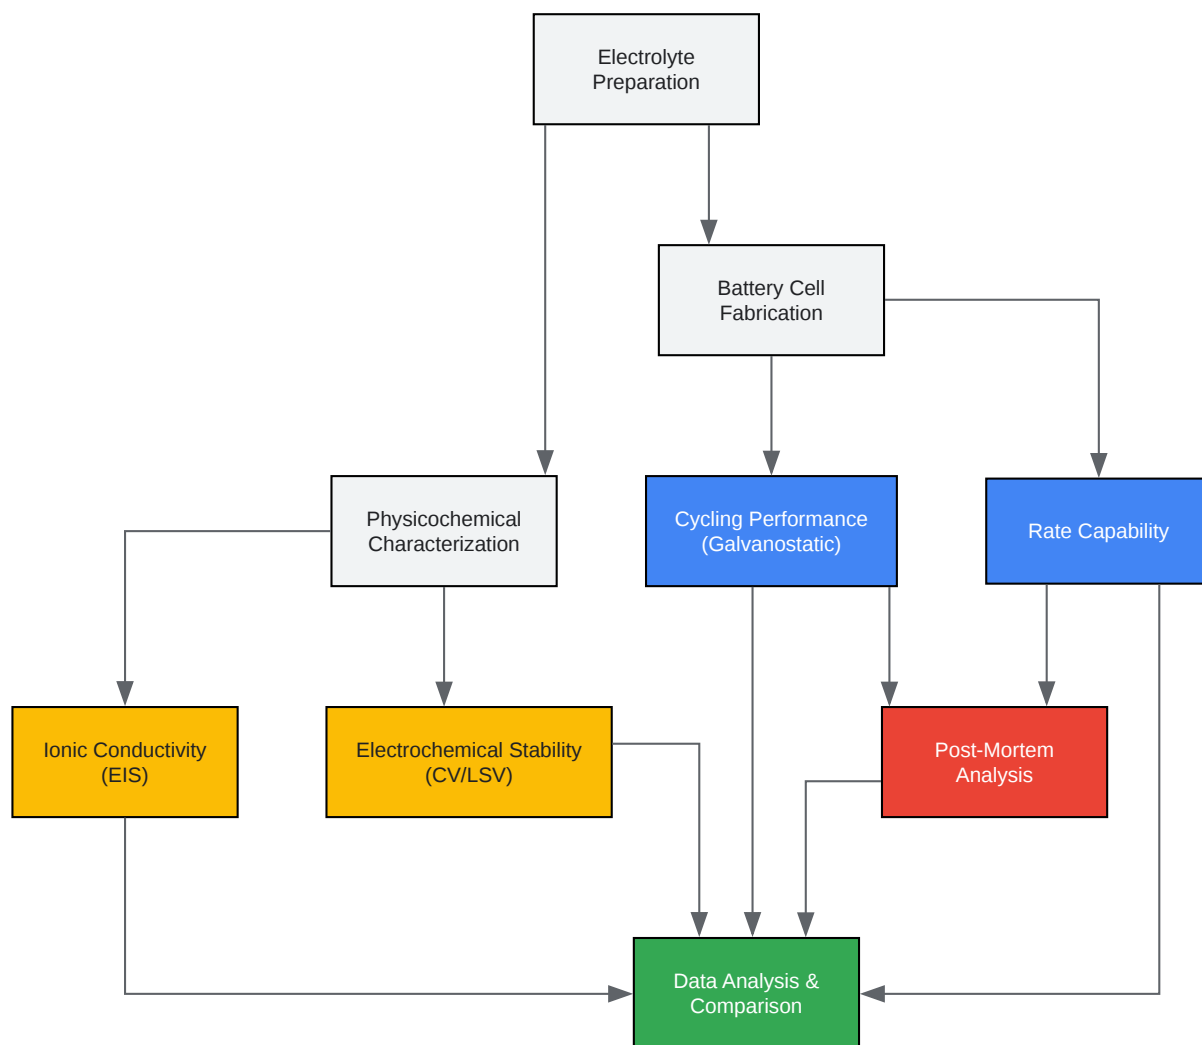 Electrolyte
Preparation
Battery Cell
Fabrication
Physicochemical
Characterization
Cycling Performance
(Galvanostatic)
Rate Capability
Ionic Conductivity
(EIS)
Electrochemical Stability
(CV/LSV)
Post-Mortem
Analysis
Data Analysis &
Comparison